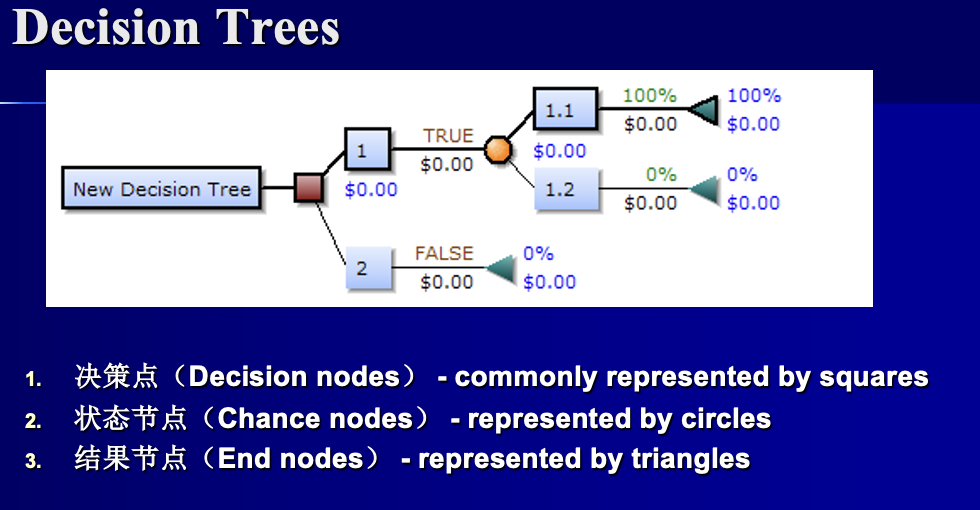 Decision Trees
1.1
100%
100%
TRUE
$0.00
$0.00
1
$0.00
$0.00
New Decision Tree
$0.00
1.2
0%
0%
$0.00
$0.00
FALSE
0%
2
$0.00
$0.00
1. 决策点（Decision nodes） - commonly represented by squares
2. 状态节点（Chance nodes） - represented by circles
3. 结果节点（End nodes） - represented by triangles